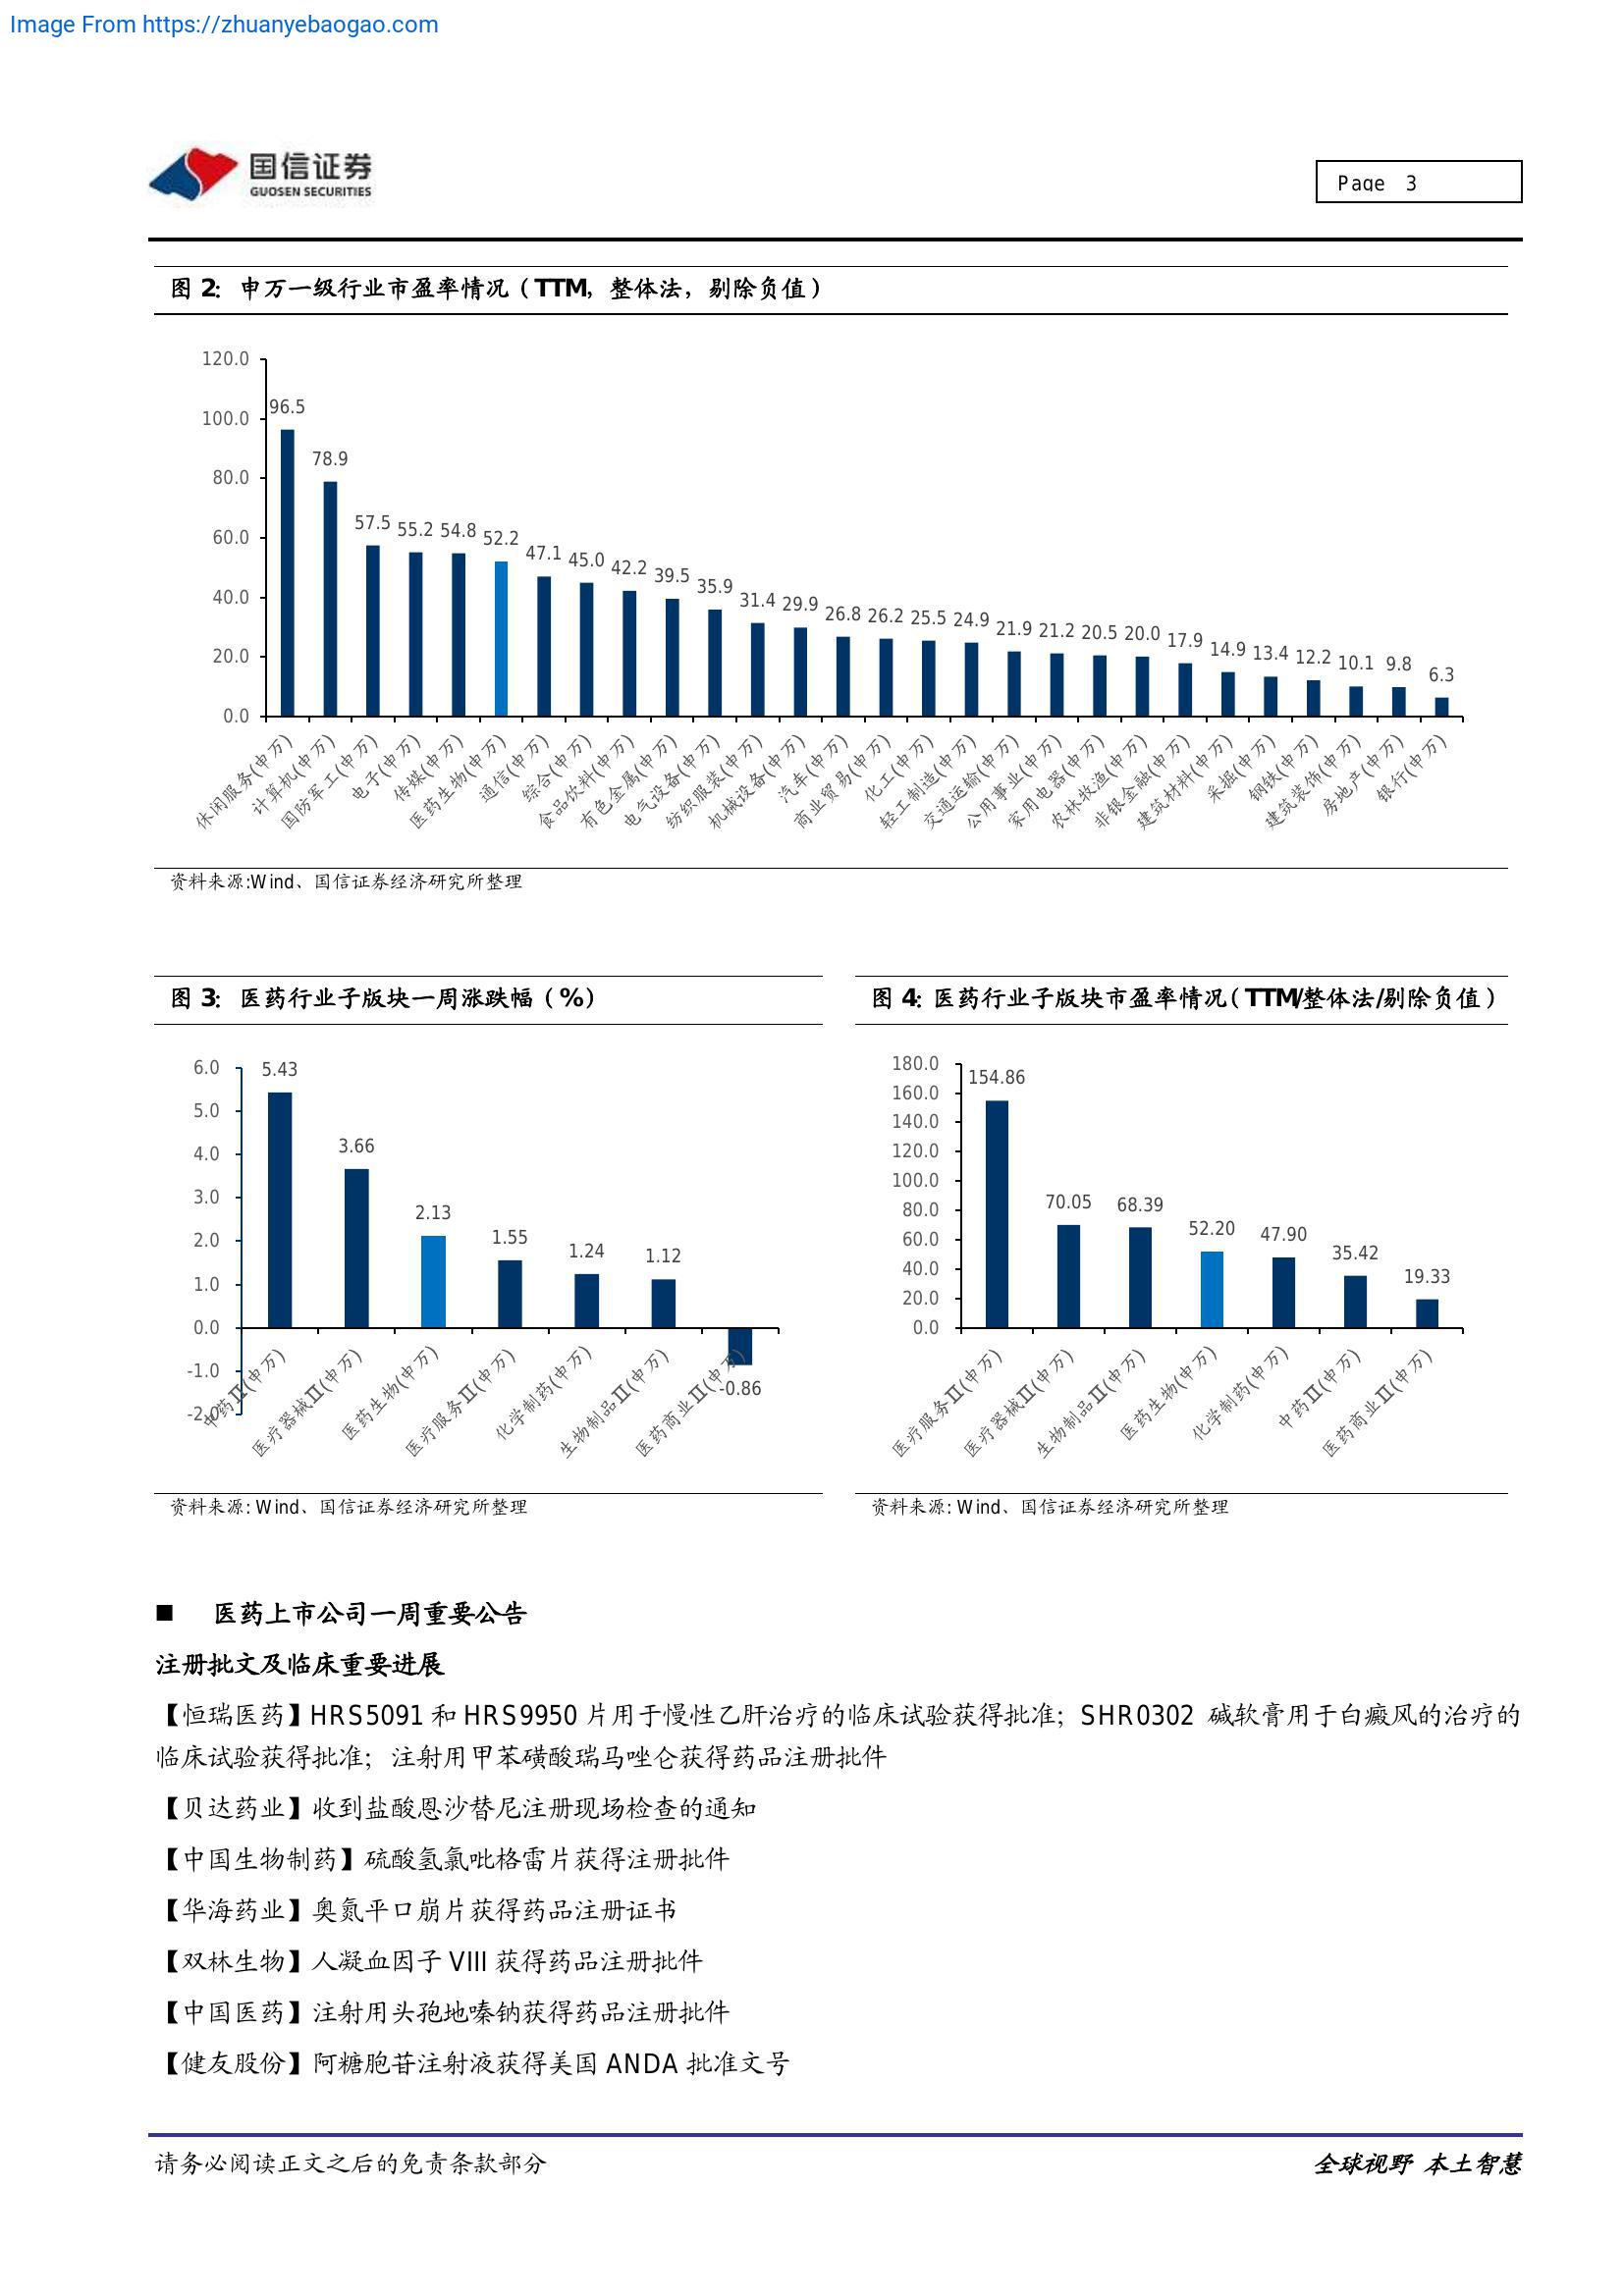 Image From https://zhuanyebaogao.com
国信证券
GUOSEN SECURITIES
Page 3
图 2: 申万一级行业市盈率情况（TTM, 整体法, 剔除负值）
120.0
100.0
80.0
60.0
40.0
20.0
0.0
96.5 78.9 57.5 55.2 54.8 52.2 47.1 45.0 42.2 39.5 35.9 31.4 29.9 26.8 26.2 25.5 24.9 21.9 21.2 20.5 20.0 17.9 14.9 13.4 12.2 10.1 9.8 6.3
休闲服务(申万)
计算机(申万)
国防军工(申万)
电子(申万)
传媒(申万)
医药生物(申万)
通信(申万)
综合(申万)
食品饮料(申万)
有色金属(申万)
电气设备(申万)
纺织服装(申万)
机械设备(申万)
汽车(申万)
商业贸易(申万)
化工(申万)
轻工制造(申万)
交通运输(申万)
公用事业(申万)
家用电器(申万)
农林牧渔(申万)
非银金融(申万)
建筑材料(申万)
采掘(申万)
钢铁(申万)
建筑装饰(申万)
房地产(申万)
银行(申万)
资料来源:Wind、国信证券经济研究所整理
图 3: 医药行业子版块一周涨跌幅（%）
6.0
5.0
4.0
3.0
2.0
1.0
0.0
-1.0
-2.0
5.43
3.66
2.13
1.55
1.24
1.12
-0.86
中药Ⅱ(申万)
医疗器械Ⅱ(申万)
医药生物(申万)
医疗服务Ⅱ(申万)
化学制药(申万)
生物制品Ⅱ(申万)
医药商业Ⅱ(申万)
资料来源: Wind、国信证券经济研究所整理
图 4: 医药行业子版块市盈率情况（TTM/整体法/剔除负值）
180.0
160.0
140.0
120.0
100.0
80.0
60.0
40.0
20.0
0.0
154.86
70.05
68.39
52.20
47.90
35.42
19.33
医疗服务Ⅱ(申万)
医疗器械Ⅱ(申万)
生物制品Ⅱ(申万)
医药生物(申万)
化学制药(申万)
中药Ⅱ(申万)
医药商业Ⅱ(申万)
资料来源: Wind、国信证券经济研究所整理
■ 医药上市公司一周重要公告
注册批文及临床重要进展
【恒瑞医药】HRS5091 和 HRS9950 片用于慢性乙肝治疗的临床试验获得批准；SHR0302 碱软膏用于白癜风的治疗的
临床试验获得批准；注射用甲苯磺酸瑞马唑仑获得药品注册批件
【贝达药业】收到盐酸恩沙替尼注册现场检查的通知
【中国生物制药】硫酸氢氯吡格雷片获得注册批件
【华海药业】奥氮平口崩片获得药品注册证书
【双林生物】人凝血因子 VIII 获得药品注册批件
【中国医药】注射用头孢地嗪钠获得药品注册批件
【健友股份】阿糖胞苷注射液获得美国 ANDA 批准文号
请务必阅读正文之后的免责条款部分
全球视野 本土智慧